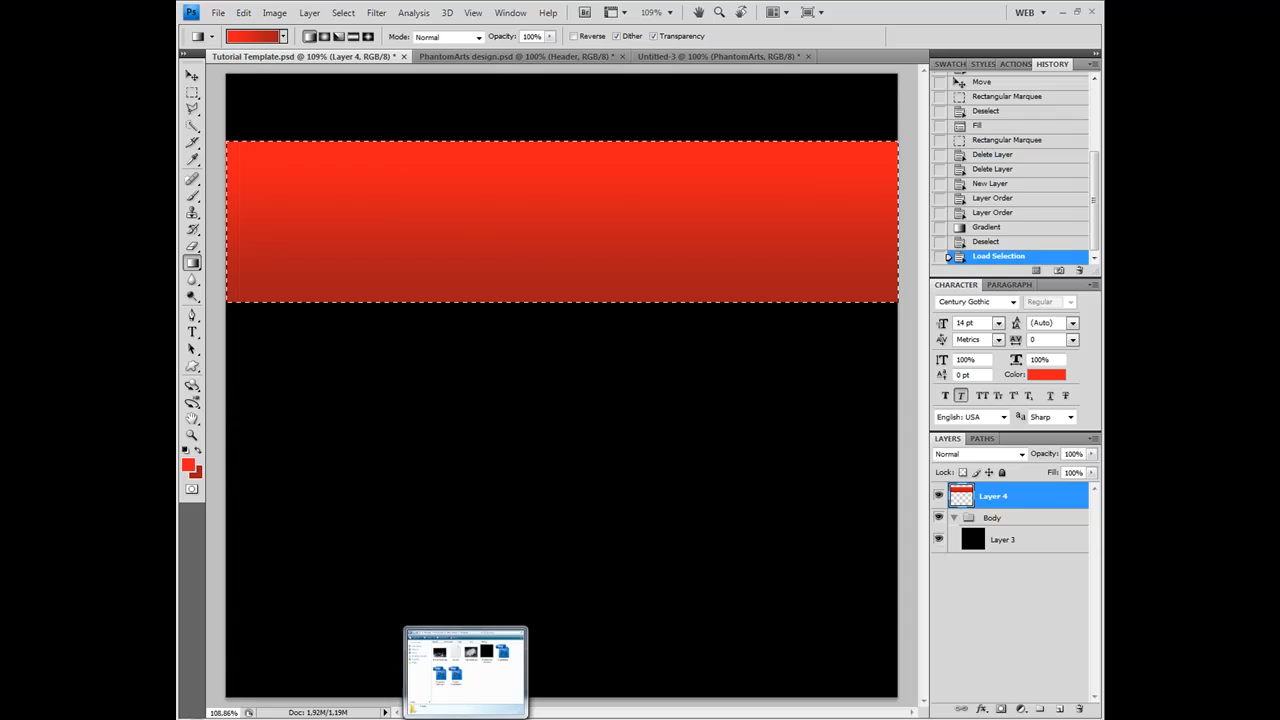 Ps File Edit Image Layer Select Filter Analysis 3D View Window Help Br 109% WEB
Mode: Normal Opacity: 100% Reverse Dither Transparency
Tutorial Template.psd @ 109% (Layer 4, RGB/8) * PhantomArts design.psd @ 100% (Header, RGB/8) * Untitled-3 @ 100% (PhantomArts, RGB/8) *
SWATCH STYLES ACTIONS HISTORY
Move
Rectangular Marquee
Deselect
Fill
Rectangular Marquee
Delete Layer
Delete Layer
New Layer
Layer Order
Layer Order
Gradient
Deselect
Load Selection
CHARACTER PARAGRAPH
Century Gothic Regular
14 pt (Auto)
Metrics 0
100% 100%
0 pt Color:
T T TT Tr T¹ T₁ T T
English: USA aa Sharp
LAYERS PATHS
Normal Opacity: 100%
Lock: Fill: 100%
Layer 4
Body
Layer 3
108.86% Doc: 1,92M/1,19M